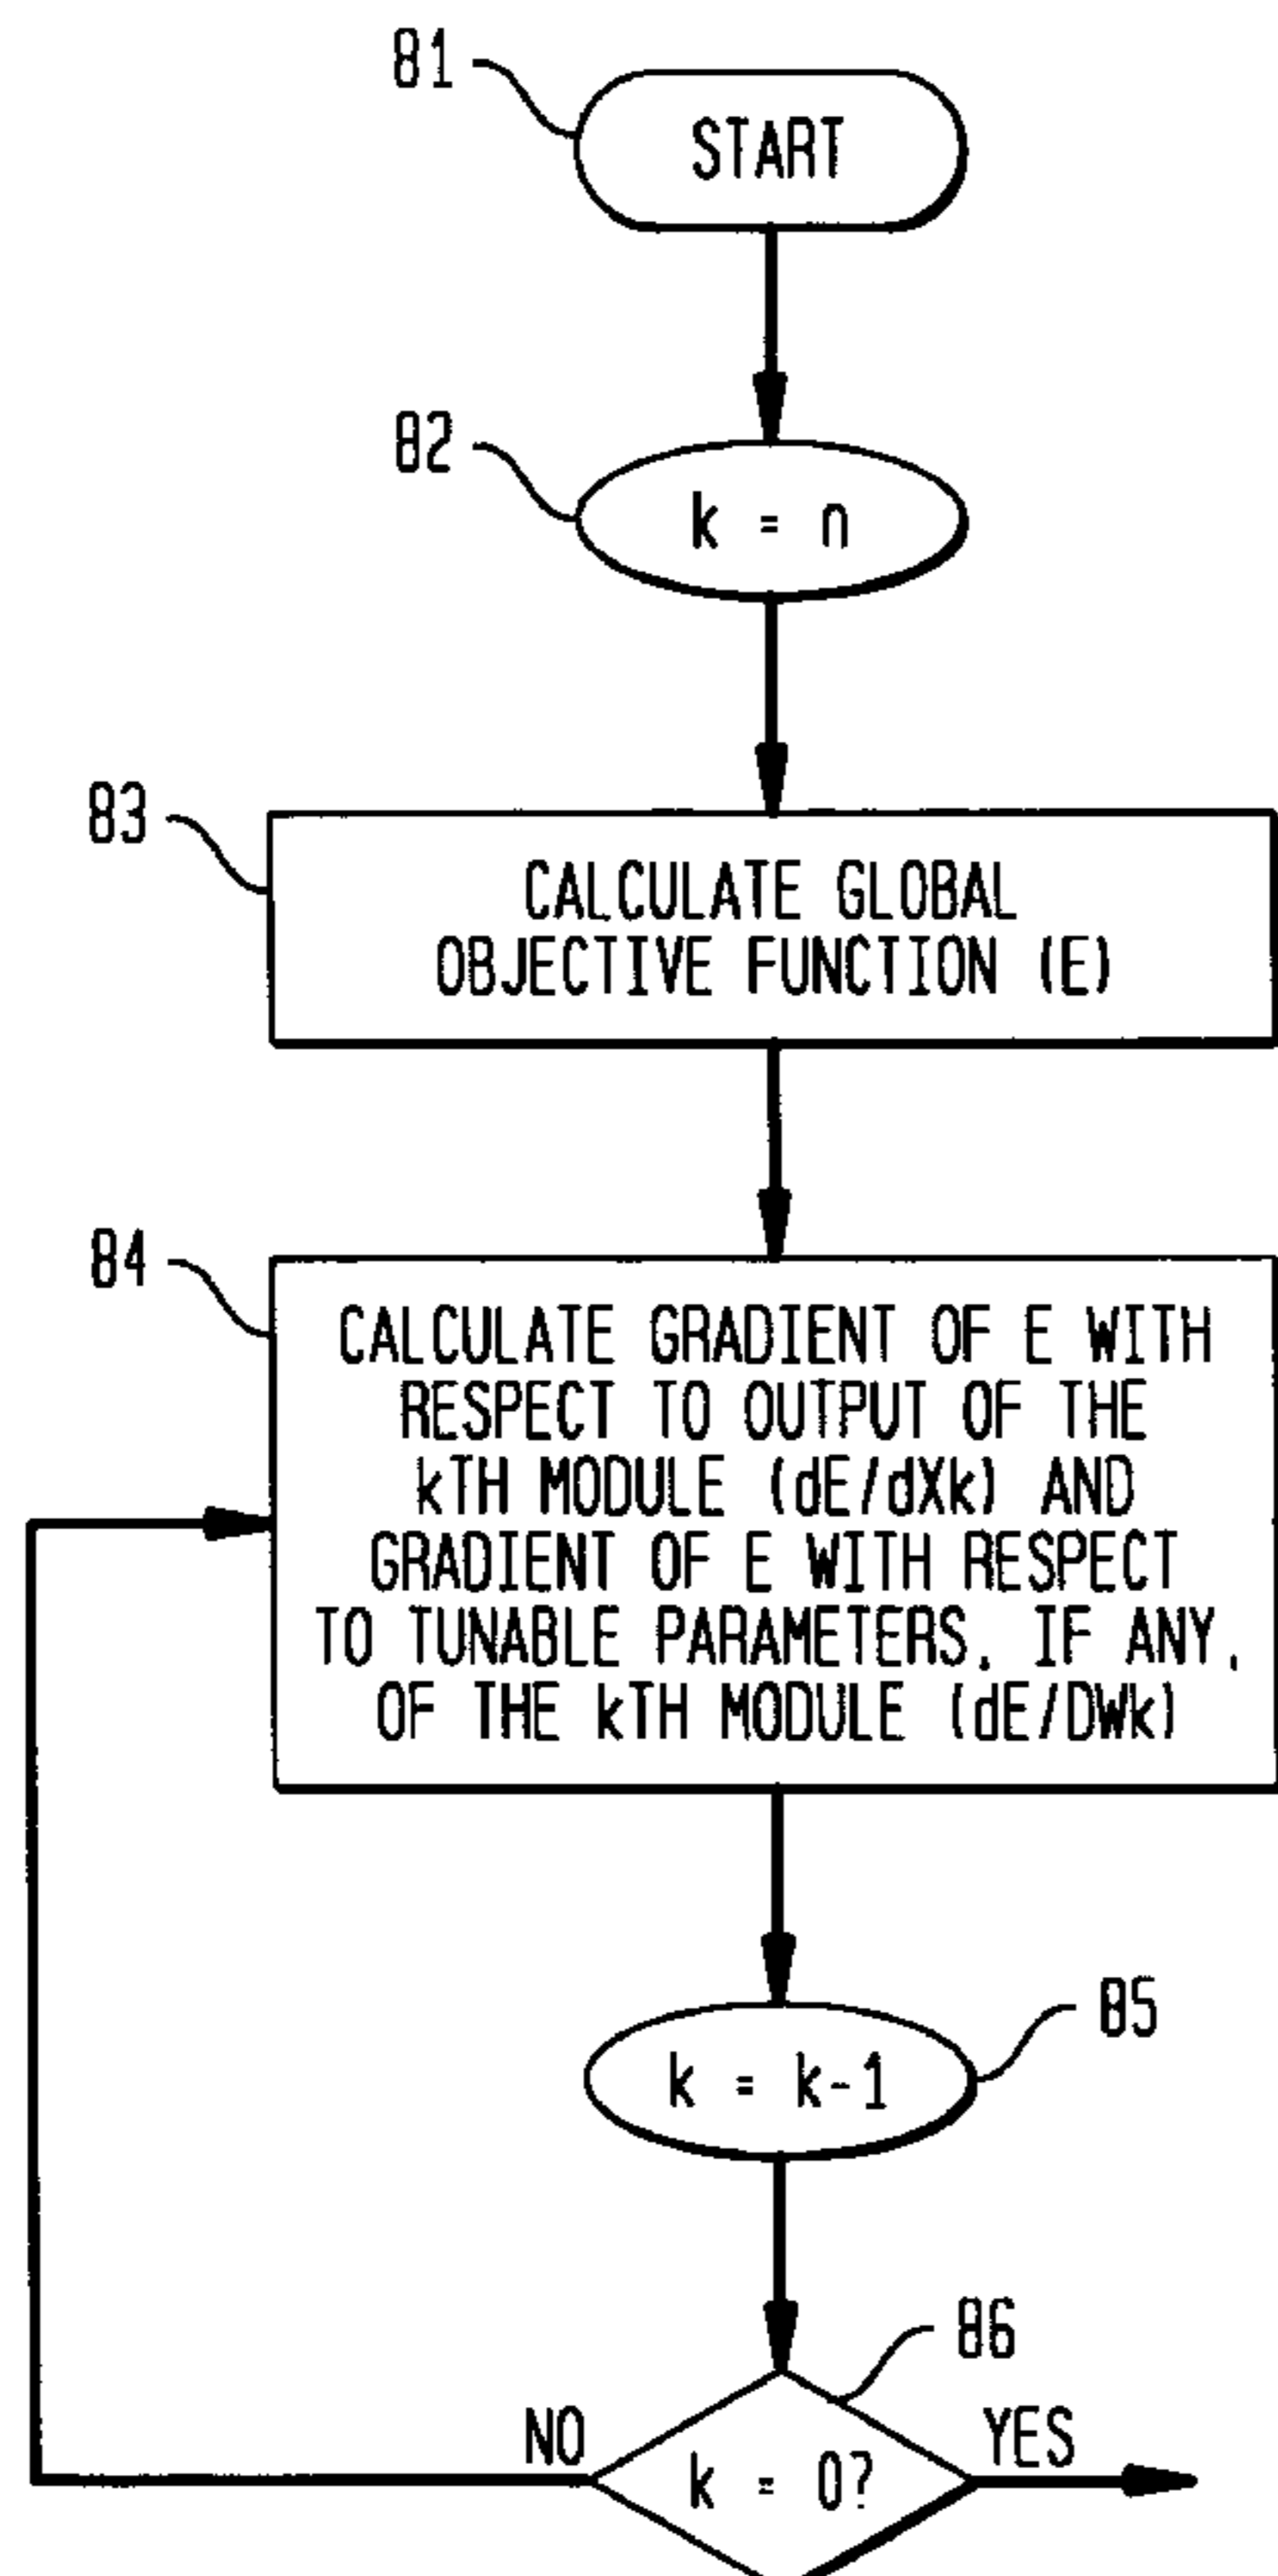 81
START
82
k = n
83
CALCULATE GLOBAL
OBJECTIVE FUNCTION (E)
84
CALCULATE GRADIENT OF E WITH
RESPECT TO OUTPUT OF THE
kTH MODULE (dE/dXk) AND
GRADIENT OF E WITH RESPECT
TO TUNABLE PARAMETERS, IF ANY,
OF THE kTH MODULE (dE/DWk)
85
k = k-1
86
NO
YES
k = 0?